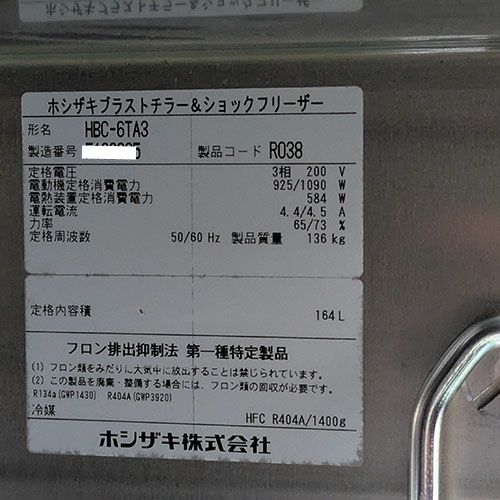 ホシザキブラストチラー&ショックフリーザー
形名 HBC-6TA3
製造番号 製品コード R038
定格電圧 3相 200 V
電動機定格消費電力 925/1090 W
電熱装置定格消費電力 584 W
運転電流 4.4/4.5 A
力率 65/73 %
定格周波数 50/60 Hz 製品質量 136 kg
定格内容積 164 L
フロン排出抑制法 第一種特定製品
(1) フロン類をみだりに大気中に放出することは禁じられています。
(2) この製品を廃棄・整備する場合には、フロン類の回収が必要です。
R134a(GWP1430) R404A(GWP3920)
冷媒 HFC R404A/1400g
ホシザキ株式会社